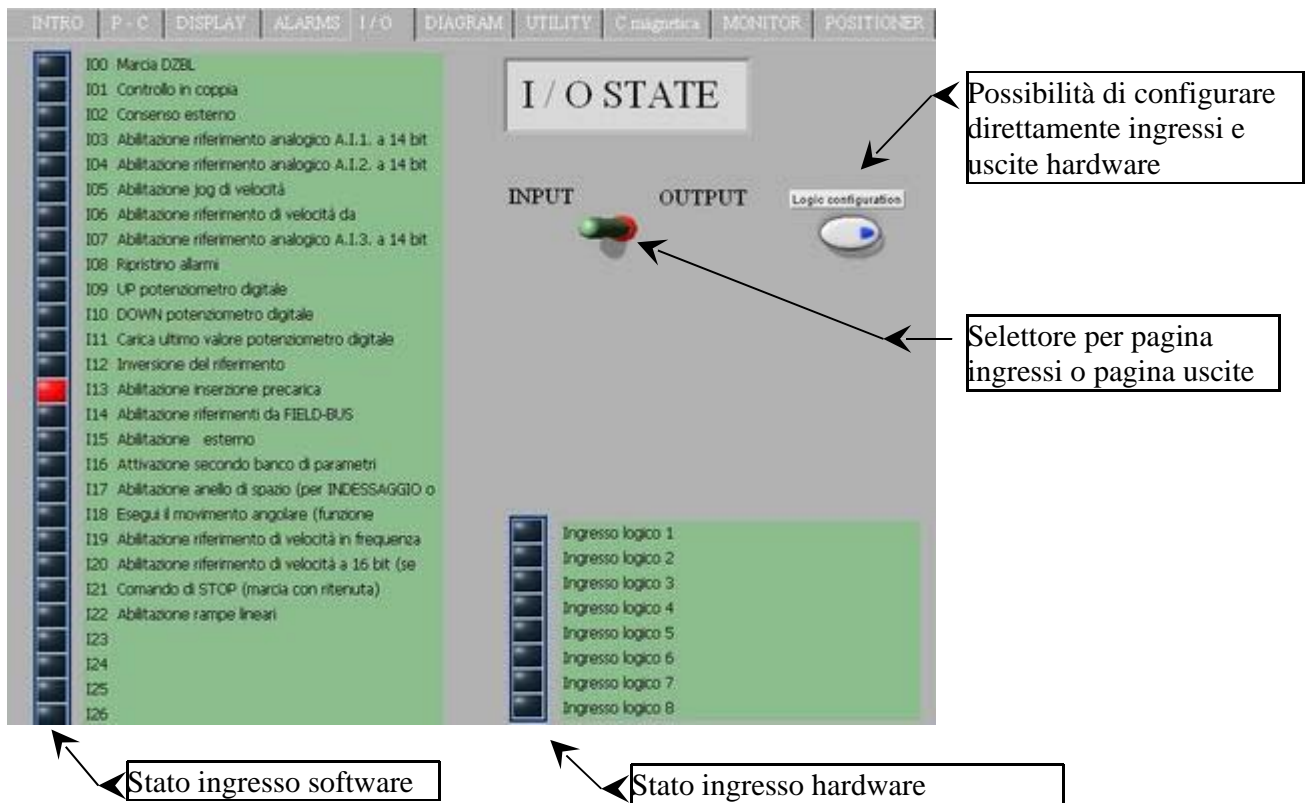 INTRO P - C DISPLAY ALARMS I / O DIAGRAM UTILITY C magnetica MONITOR POSITIONER
I00 Marcia DZBL
I01 Controllo in coppia
I02 Consenso esterno
I03 Abilitazione riferimento analogico A.I.1. a 14 bit
I04 Abilitazione riferimento analogico A.I.2. a 14 bit
I05 Abilitazione jog di velocità
I06 Abilitazione riferimento di velocità da
I07 Abilitazione riferimento analogico A.I.3. a 14 bit
I08 Ripristino allarmi
I09 UP potenziometro digitale
I10 DOWN potenziometro digitale
I11 Carica ultimo valore potenziometro digitale
I12 Inversione del riferimento
I13 Abilitazione inserzione precarica
I14 Abilitazione riferimenti da FIELD-BUS
I15 Abilitazione esterno
I16 Attivazione secondo banco di parametri
I17 Abilitazione anello di spazio (per INDESSAGGIO o
I18 Esegui il movimento angolare (funzione
I19 Abilitazione riferimento di velocità in frequenza
I20 Abilitazione riferimento di velocità a 16 bit (se
I21 Comando di STOP (marcia con ritenuta)
I22 Abilitazione rampe lineari
I23
I24
I25
I26
I / O STATE
INPUT OUTPUT
Logic configuration
Possibilità di configurare
direttamente ingressi e
uscite hardware
Selettore per pagina
ingressi o pagina uscite
Ingresso logico 1
Ingresso logico 2
Ingresso logico 3
Ingresso logico 4
Ingresso logico 5
Ingresso logico 6
Ingresso logico 7
Ingresso logico 8
Stato ingresso software
Stato ingresso hardware